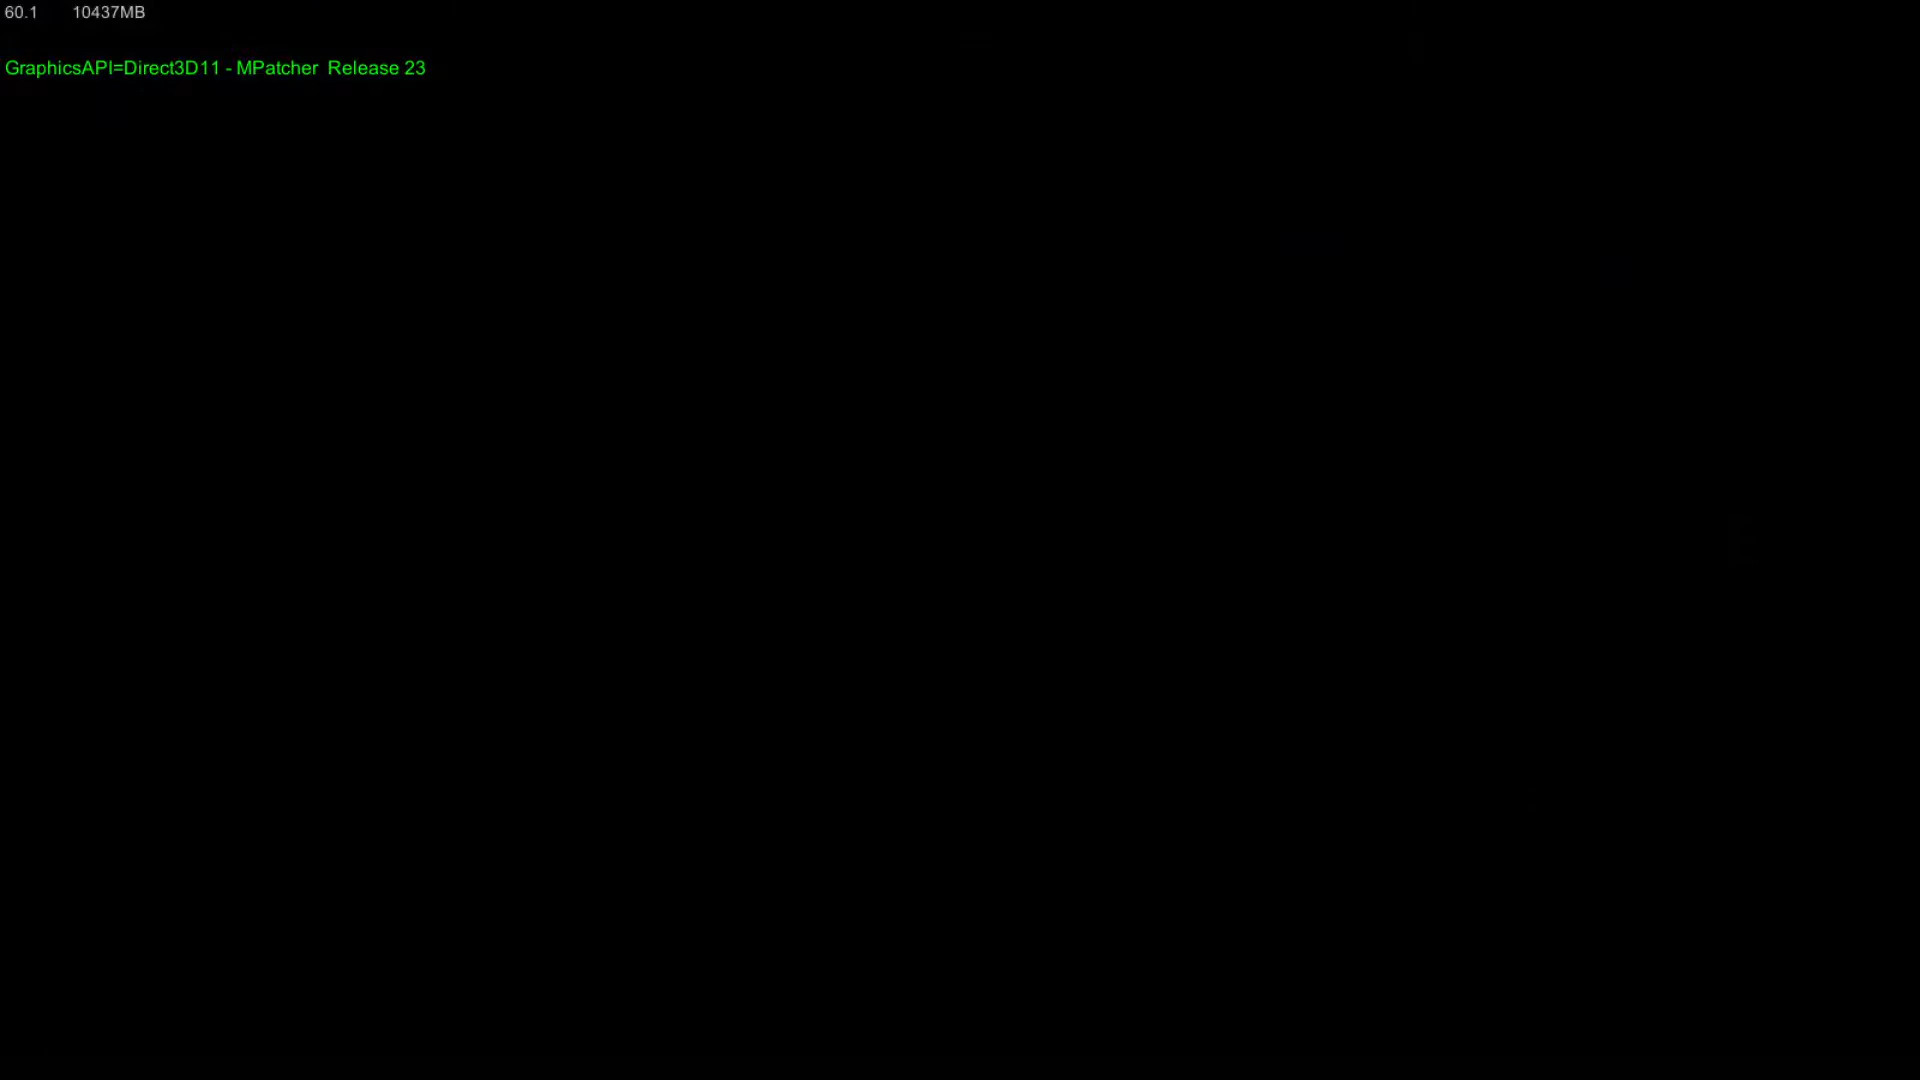 60.1 10437MB
GraphicsAPI=Direct3D11 - MPatcher Release 23